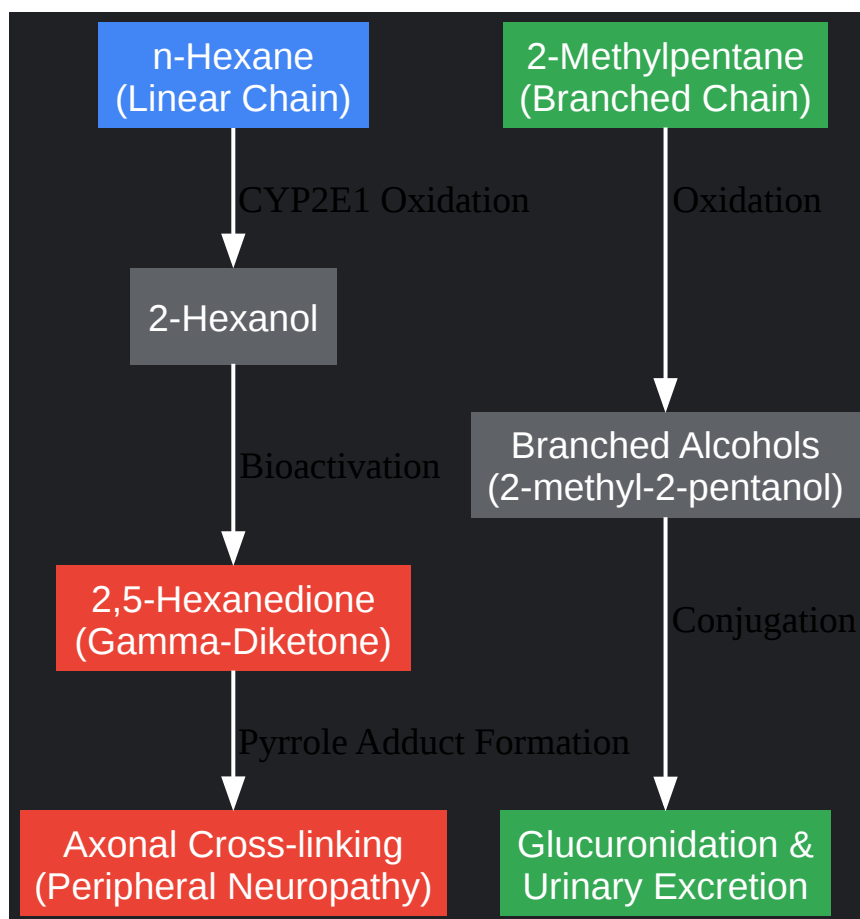 n-Hexane
(Linear Chain)
2-Methylpentane
(Branched Chain)
CYP2E1 Oxidation
Oxidation
2-Hexanol
Branched Alcohols
(2-methyl-2-pentanol)
Bioactivation
2,5-Hexanedione
(Gamma-Diketone)
Conjugation
Pyrrole Adduct Formation
Axonal Cross-linking
(Peripheral Neuropathy)
Glucuronidation &
Urinary Excretion